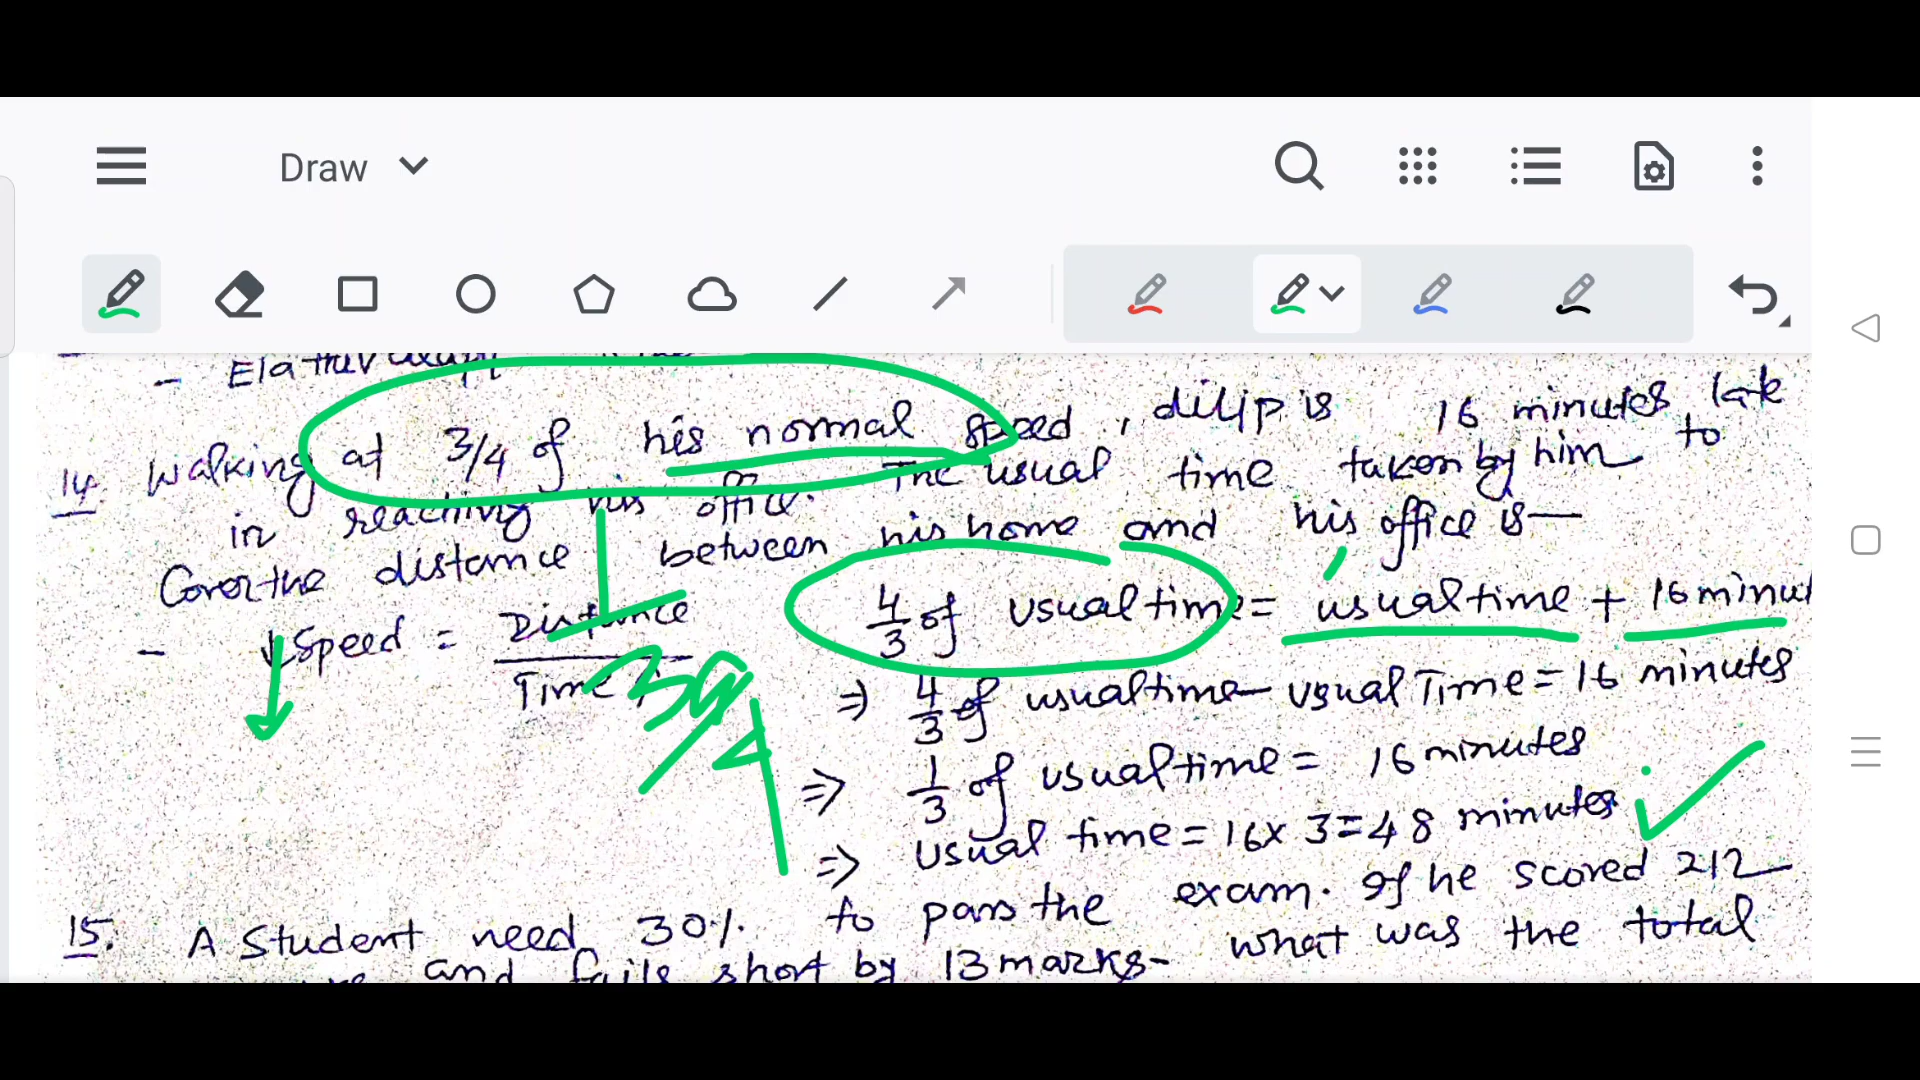 Draw
14. Walking at 3/4 of his normal speed, dilip is 16 minutes late
in reaching his office. The usual time taken by him to
Cover the distance between his home and his office is —
- ↓ Speed = Distance / Time
3/4
4/3 of usual time = usual time + 16 minut
⇒ 4/3 of usual time - usual Time = 16 minutes
⇒ 1/3 of usual time = 16 minutes
⇒ usual time = 16 x 3 = 48 minutes
15. A Student need 30% to pass the exam. If he scored 212
and fails short by 13 marks- what was the total